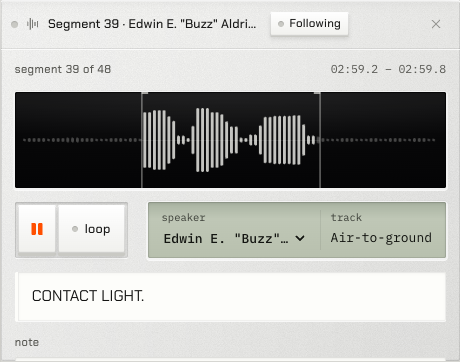 Segment 39 · Edwin E. "Buzz" Aldri...
Following
segment 39 of 48
02:59.2 – 02:59.8
loop
speaker
Edwin E. "Buzz"…
track
Air-to-ground
CONTACT LIGHT.
note